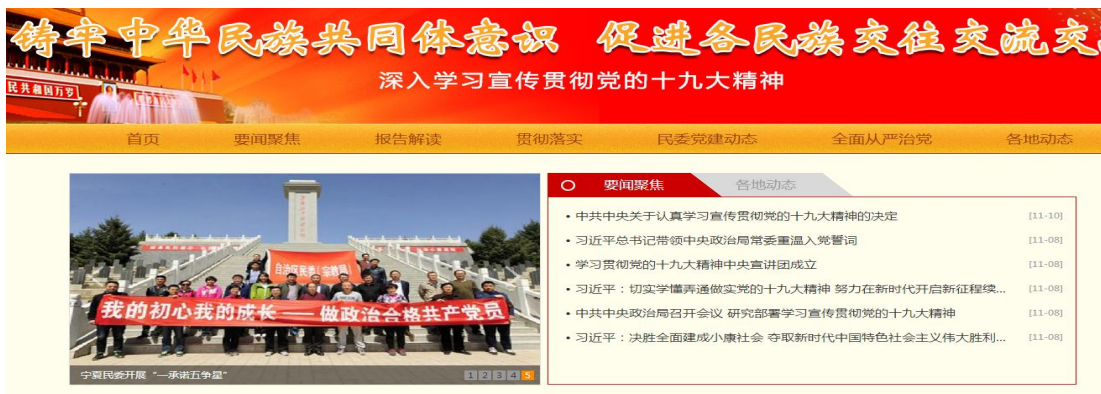 铸牢中华民族共同体意识 促进各民族交往交流交
深入学习宣传贯彻党的十九大精神
民共和国万岁
首页 要闻聚焦 报告解读 贯彻落实 民委党建动态 全面从严治党 各地动态
要闻聚焦 各地动态
• 中共中央关于认真学习宣传贯彻党的十九大精神的决定 [11-10]
• 习近平总书记带领中央政治局常委重温入党誓词 [11-08]
• 学习贯彻党的十九大精神中央宣讲团成立 [11-08]
• 习近平：切实学懂弄通做实党的十九大精神 努力在新时代开启新征程续... [11-08]
• 中共中央政治局召开会议 研究部署学习宣传贯彻党的十九大精神 [11-08]
• 习近平：决胜全面建成小康社会 夺取新时代中国特色社会主义伟大胜利... [11-08]
自治区民委（宗教局）
我的初心我的成长——做政治合格共产党员
宁夏民委开展“一承诺五争星” 1 2 3 4 5